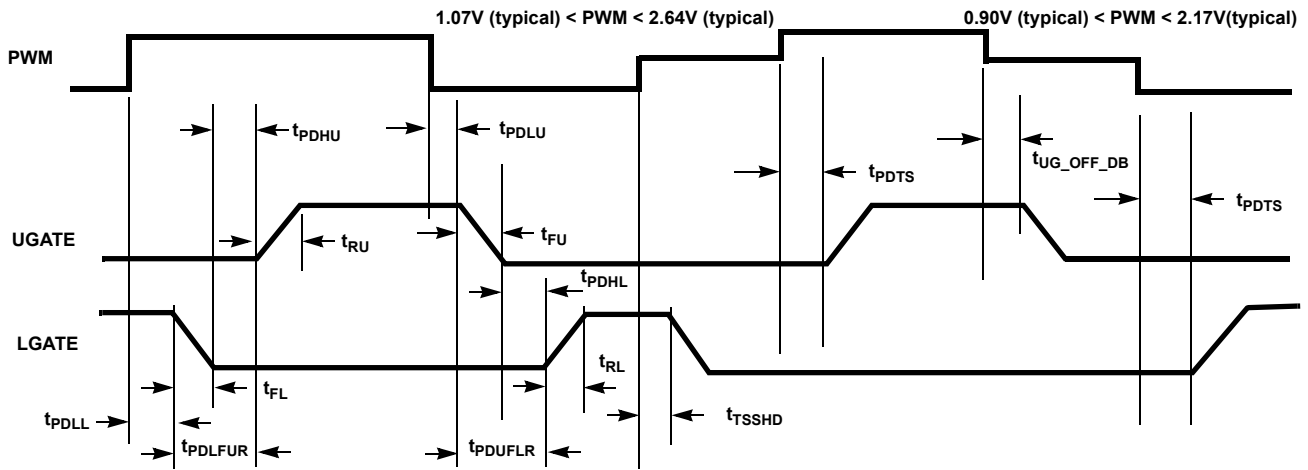 1.07V (typical) < PWM < 2.64V (typical)
0.90V (typical) < PWM < 2.17V(typical)
PWM
tPDHU
tPDLU
tUG_OFF_DB
tPDTS
tPDTS
UGATE
tRU
tFU
tPDHL
LGATE
tRL
tFL
tPDLL
tTSSHD
tPDLFUR
tPDUFLR